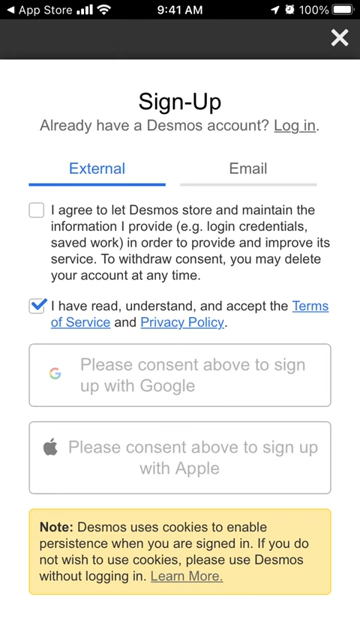 App Store 9:41 AM 100%
Sign-Up
Already have a Desmos account? Log in.
External Email
I agree to let Desmos store and maintain the
information I provide (e.g. login credentials,
saved work) in order to provide and improve its
service. To withdraw consent, you may delete
your account at any time.
I have read, understand, and accept the Terms
of Service and Privacy Policy.
Please consent above to sign
up with Google
Please consent above to sign up
with Apple
Note: Desmos uses cookies to enable
persistence when you are signed in. If you do
not wish to use cookies, please use Desmos
without logging in. Learn More.